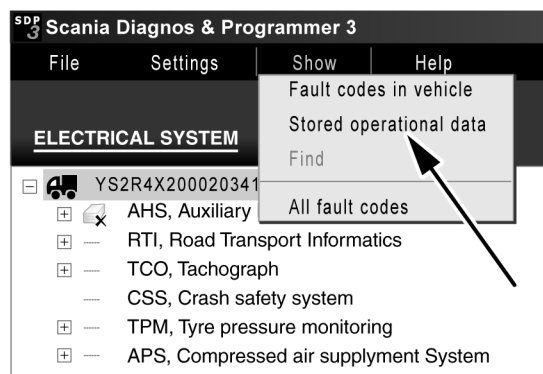 SDP3 Scania Diagnos & Programmer 3
File Settings Show Help
Fault codes in vehicle
Stored operational data
Find
All fault codes
ELECTRICAL SYSTEM
YS2R4X200020341
AHS, Auxiliary
RTI, Road Transport Informatics
TCO, Tachograph
CSS, Crash safety system
TPM, Tyre pressure monitoring
APS, Compressed air supplyment System